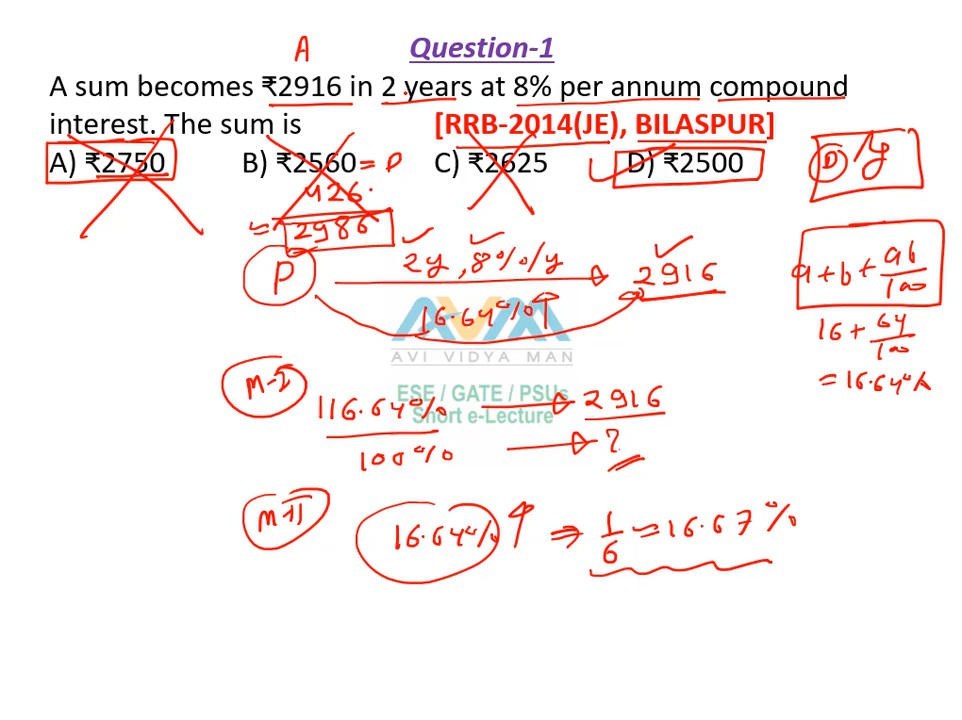 A
Question-1
A sum becomes ₹2916 in 2 years at 8% per annum compound
interest. The sum is [RRB-2014(JE), BILASPUR]
A) ₹2750 B) ₹2560 = P C) ₹2625 D) ₹2500
426
= 2986
P 2y, 8%/y 2916
16.64%↑
a+b+ab/100
16+64/100
=16.64%
AVI VIDYA MAN
ESE / GATE / PSUs
Short e-Lecture
M-I
116.64% → 2916
100% → ?
M-II
16.64%↑ ⇒ 1/6 = 16.67%